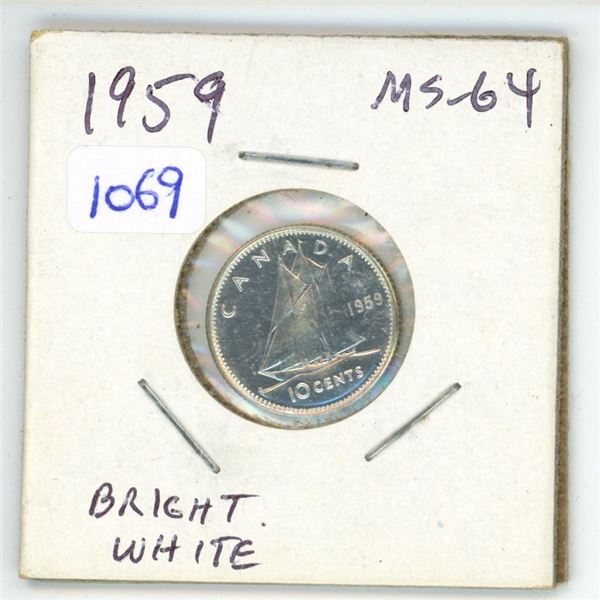 1959 MS-64
1069
CANADA
1959
10 CENTS
BRIGHT.
WHITE